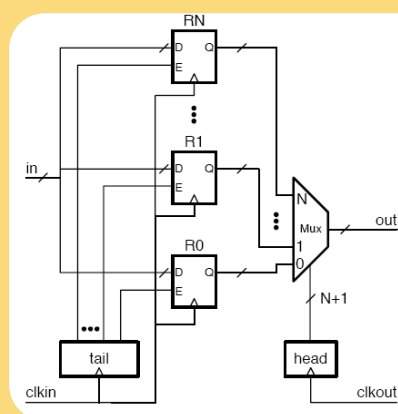 RN
D Q
E
R1
in
D Q
E
N
Mux
out
1
R0
0
D Q
E
N+1
tail
head
clkin
clkout